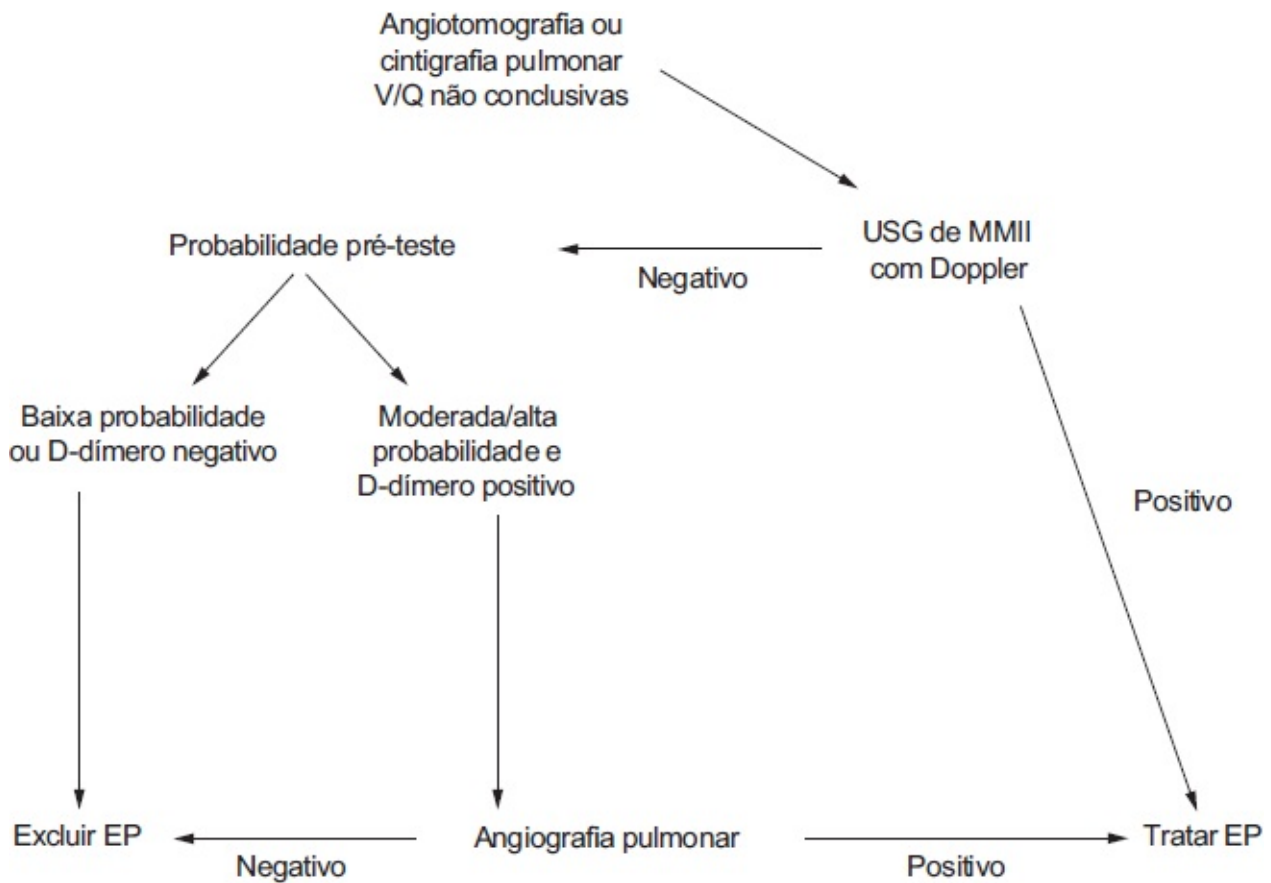 Angiotomografia ou
cintigrafia pulmonar
V/Q não conclusivas
USG de MMII
com Doppler
Probabilidade pré-teste
Negativo
Baixa probabilidade
ou D-dímero negativo
Moderada/alta
probabilidade e
D-dímero positivo
Positivo
Excluir EP
Negativo
Angiografia pulmonar
Positivo
Tratar EP